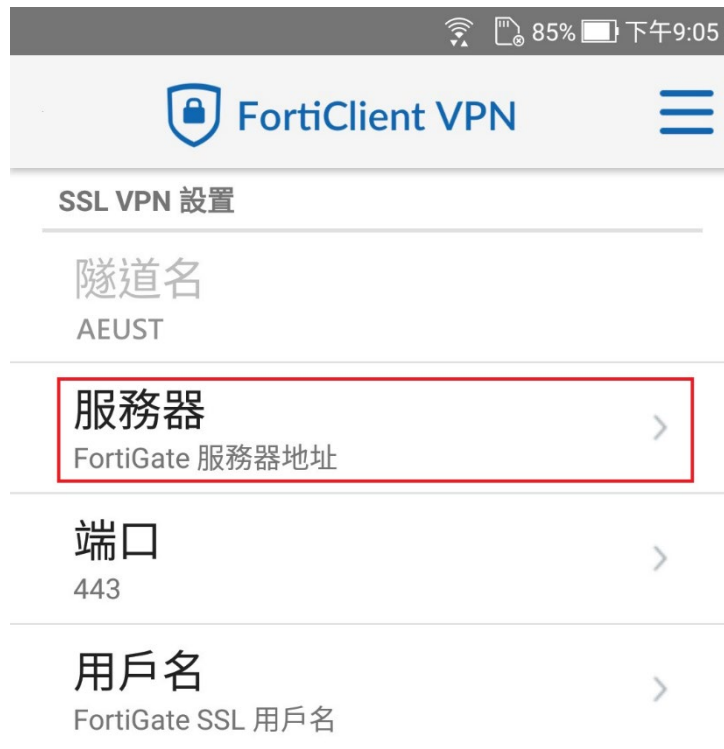 85% 下午9:05
FortiClient VPN
SSL VPN 設置
隧道名
AEUST
服務器
FortiGate 服務器地址
端口
443
用戶名
FortiGate SSL 用戶名